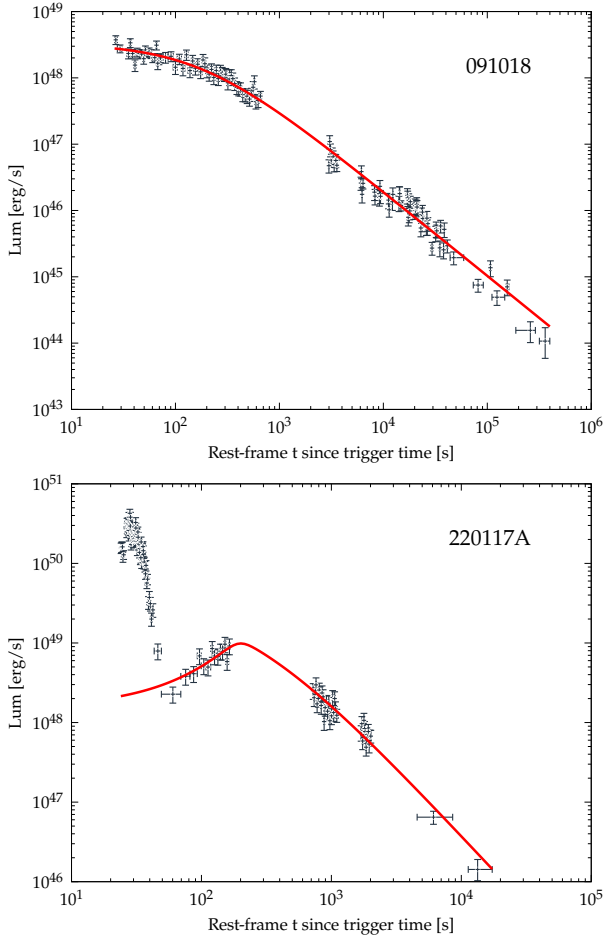 10^49
10^48
10^47
10^46
10^45
10^44
10^43
Lum [erg/s]
091018
10^1 10^2 10^3 10^4 10^5 10^6
Rest-frame t since trigger time [s]
10^51
10^50
10^49
10^48
10^47
10^46
Lum [erg/s]
220117A
10^1 10^2 10^3 10^4 10^5
Rest-frame t since trigger time [s]